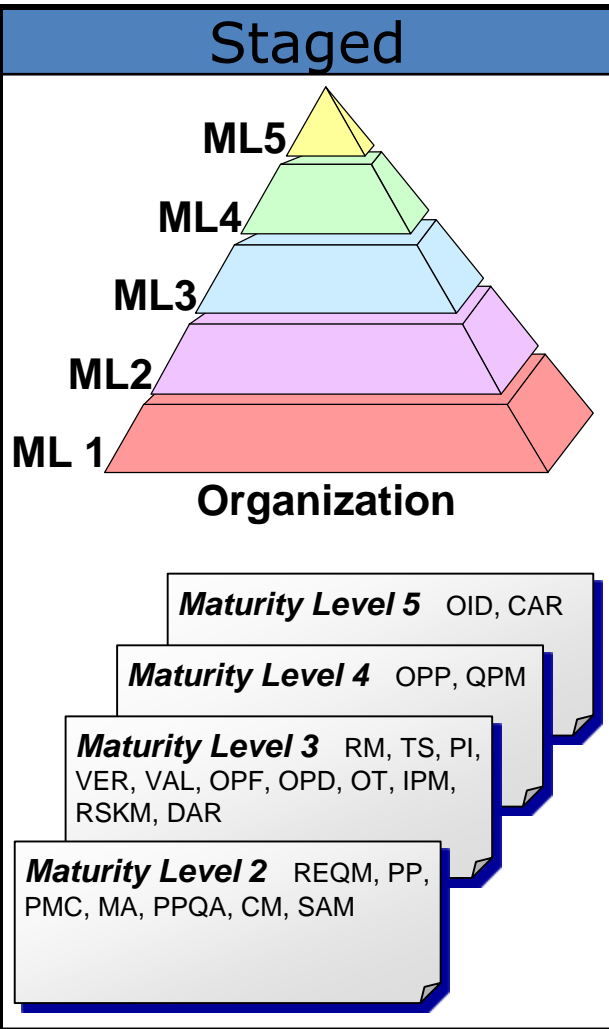 Staged
ML5
ML4
ML3
ML2
ML 1
Organization
Maturity Level 5 OID, CAR
Maturity Level 4 OPP, QPM
Maturity Level 3 RM, TS, PI,
VER, VAL, OPF, OPD, OT, IPM,
RSKM, DAR
Maturity Level 2 REQM, PP,
PMC, MA, PPQA, CM, SAM